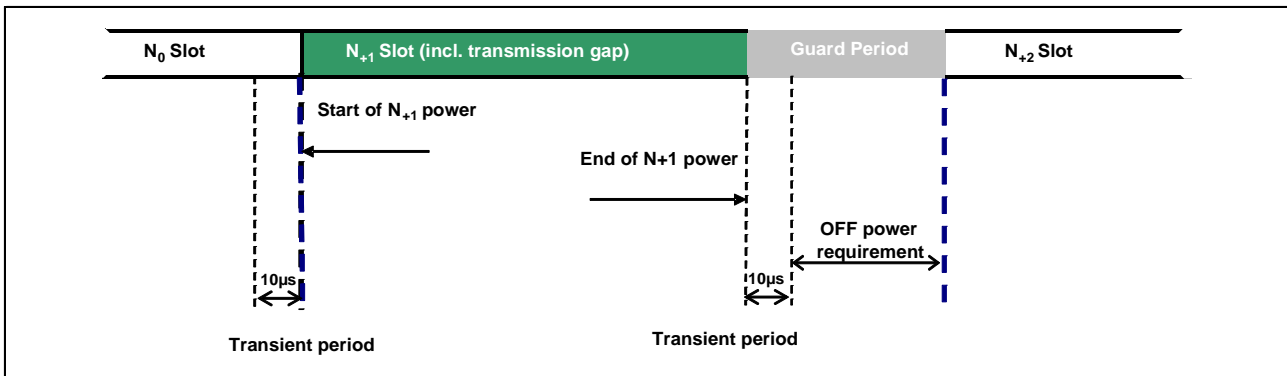 N0 Slot
N+1 Slot (incl. transmission gap)
Guard Period
N+2 Slot
Start of N+1 power
End of N+1 power
OFF power
requirement
10µs
10µs
Transient period
Transient period